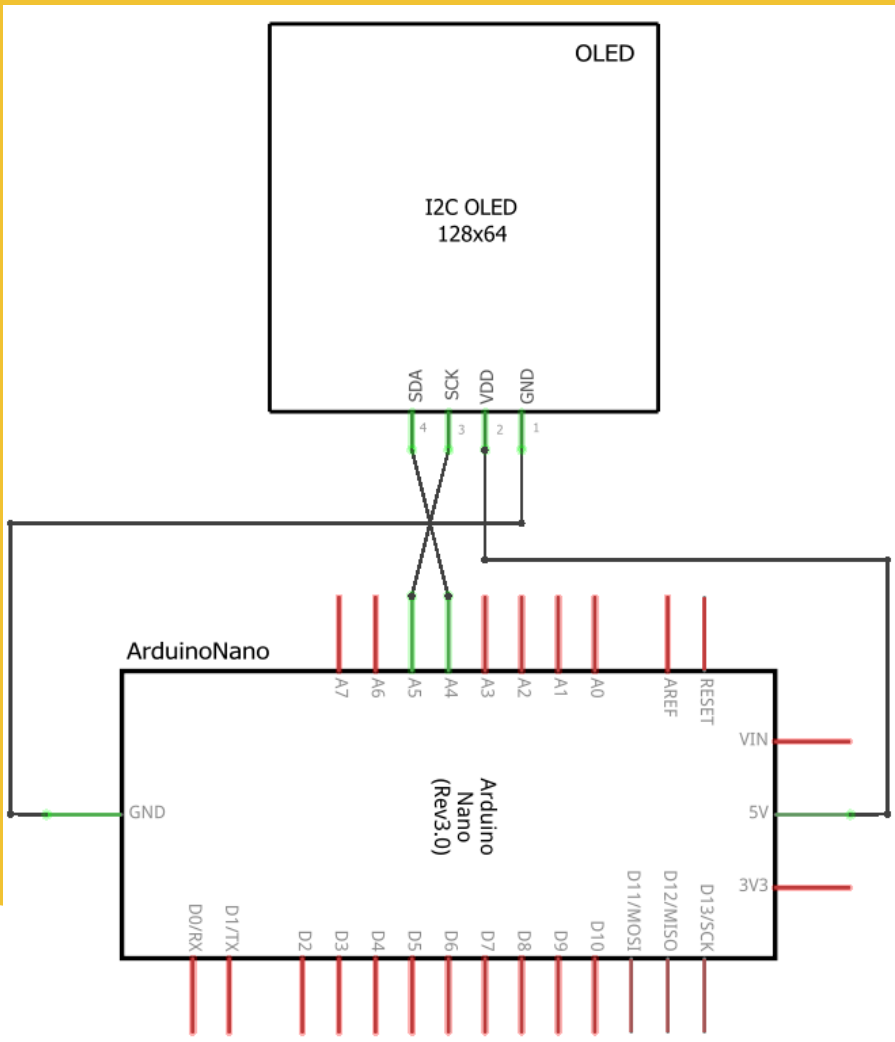 OLED
I2C OLED
128x64
SDA
SCK
VDD
GND
4
3
2
1
ArduinoNano
A7
A6
A5
A4
A3
A2
A1
A0
AREF
RESET
VIN
GND
Arduino
Nano
(Rev3.0)
5V
3V3
D0/RX
D1/TX
D2
D3
D4
D5
D6
D7
D8
D9
D10
D11/MOSI
D12/MISO
D13/SCK